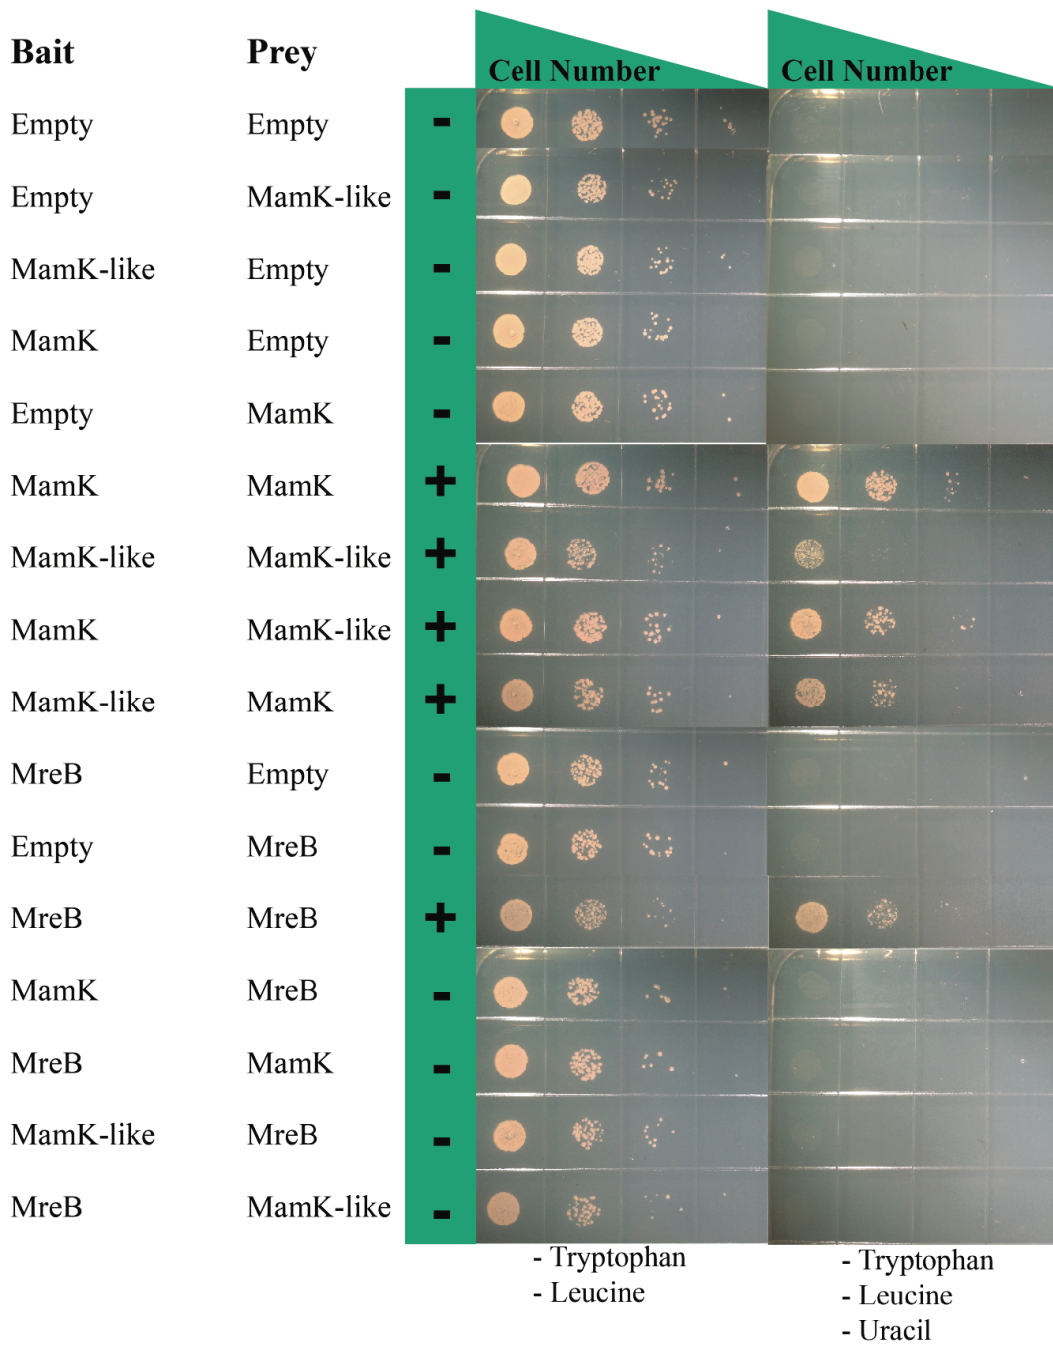 Bait Prey Cell Number Cell Number
Empty Empty -
Empty MamK-like -
MamK-like Empty -
MamK Empty -
Empty MamK -
MamK MamK +
MamK-like MamK-like +
MamK MamK-like +
MamK-like MamK +
MreB Empty -
Empty MreB -
MreB MreB +
MamK MreB -
MreB MamK -
MamK-like MreB -
MreB MamK-like -
- Tryptophan - Tryptophan
- Leucine - Leucine
- Uracil